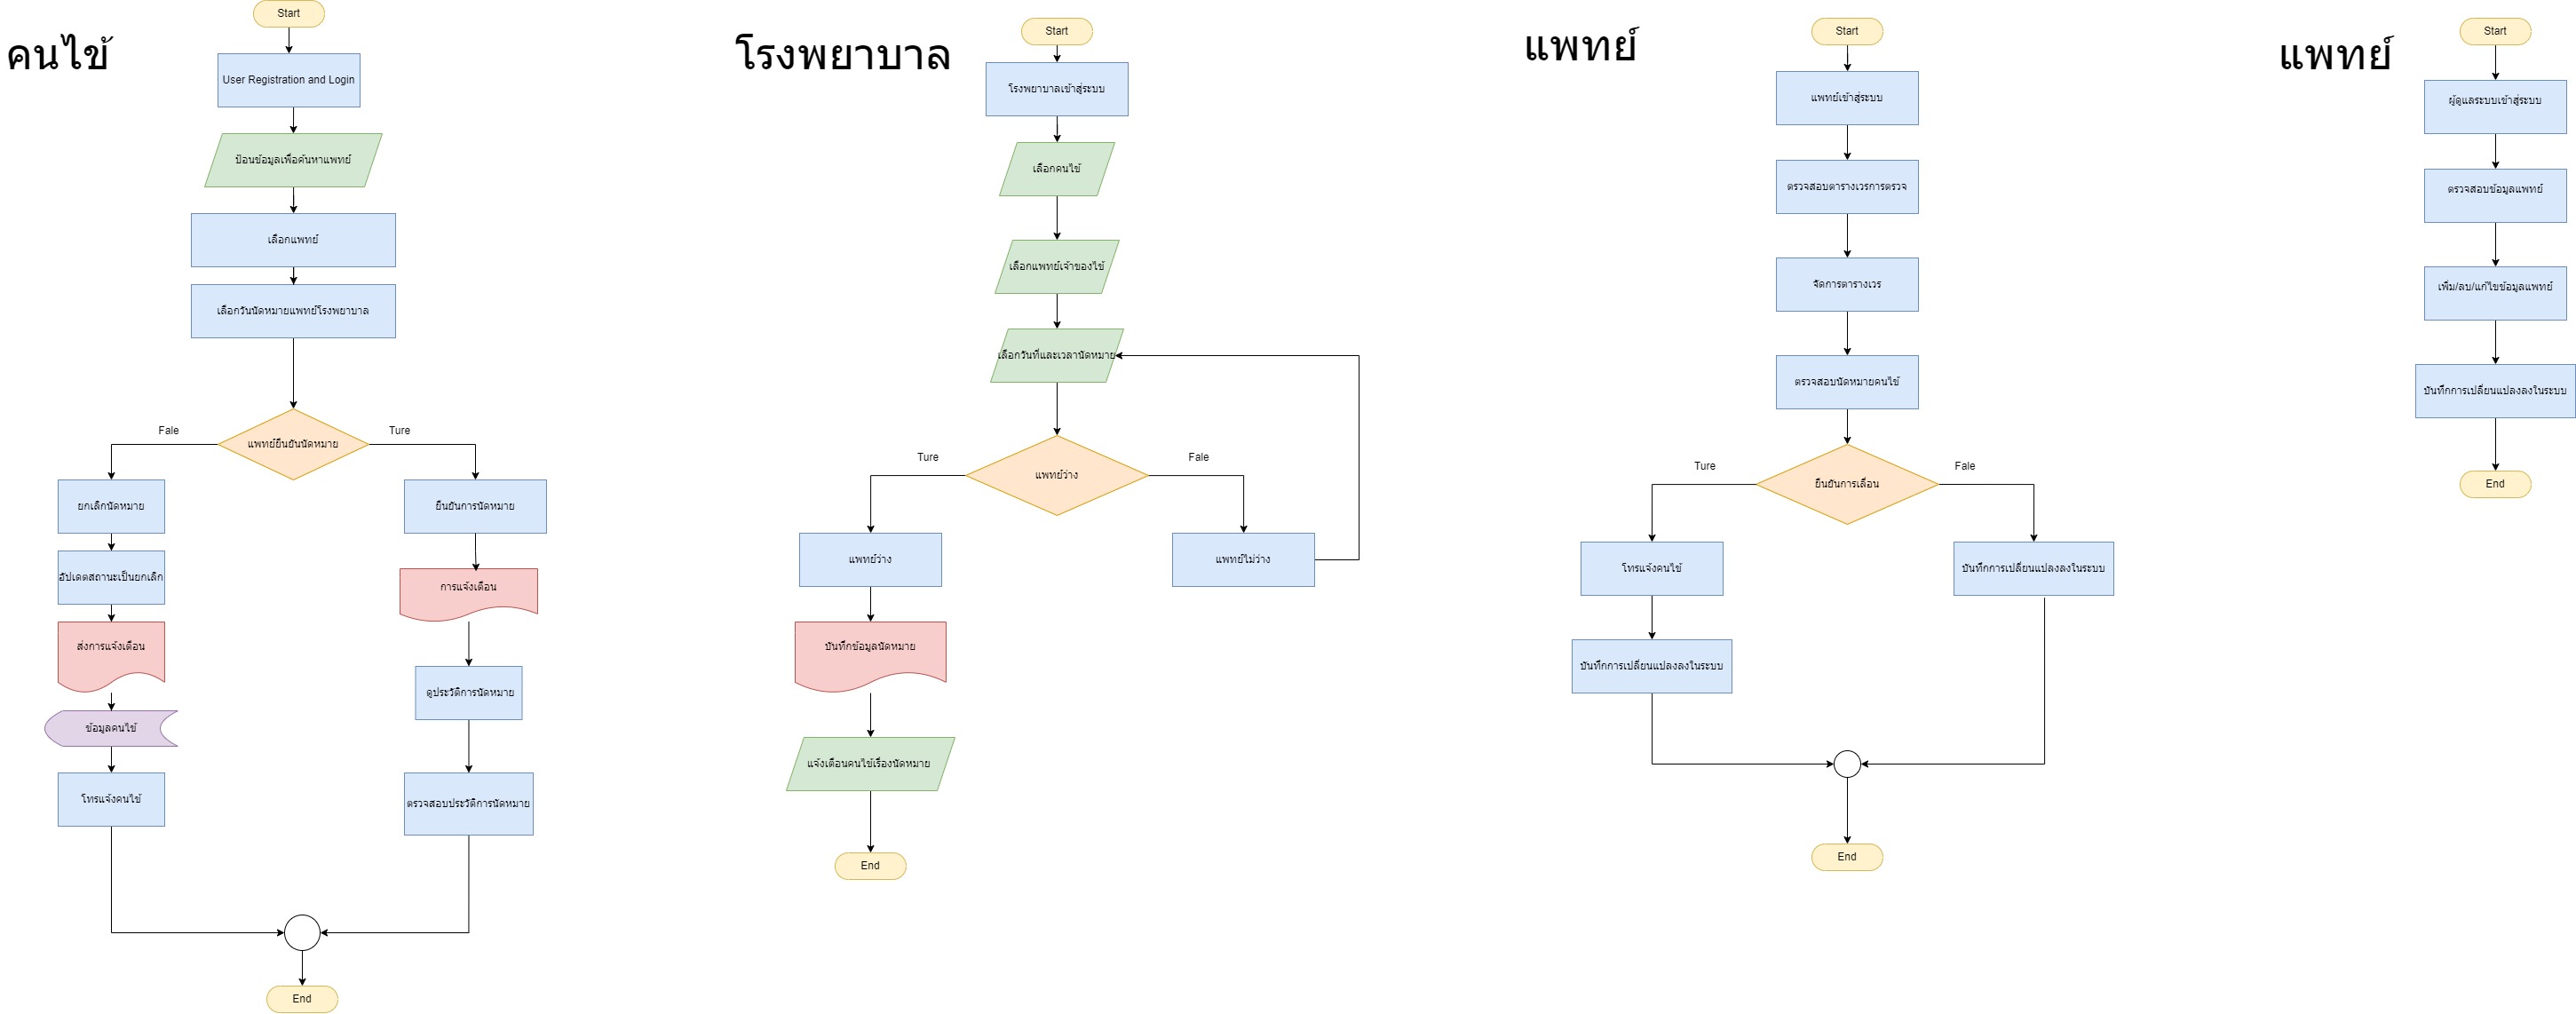 คนไข้
Start
User Registration and Login
ป้อนข้อมูลเพื่อค้นหาแพทย์
เลือกแพทย์
เลือกวันนัดหมายแพทย์โรงพยาบาล
แพทย์ยืนยันนัดหมาย
Fale
Ture
ยกเลิกนัดหมาย
อัปเดตสถานะเป็นยกเลิก
ส่งการแจ้งเตือน
ข้อมูลคนไข้
โทรแจ้งคนไข้
ยืนยันการนัดหมาย
การแจ้งเตือน
ดูประวัติการนัดหมาย
ตรวจสอบประวัติการนัดหมาย
End
โรงพยาบาล
Start
โรงพยาบาลเข้าสู่ระบบ
เลือกคนไข้
เลือกแพทย์เจ้าของไข้
เลือกวันที่และเวลานัดหมาย
แพทย์ว่าง
Ture
Fale
แพทย์ว่าง
แพทย์ไม่ว่าง
บันทึกข้อมูลนัดหมาย
แจ้งเตือนคนไข้เรื่องนัดหมาย
End
แพทย์
Start
แพทย์เข้าสู่ระบบ
ตรวจสอบตารางเวรการตรวจ
จัดการตารางเวร
ตรวจสอบนัดหมายคนไข้
ยืนยันการเลื่อน
Ture
Fale
โทรแจ้งคนไข้
บันทึกการเปลี่ยนแปลงลงในระบบ
บันทึกการเปลี่ยนแปลงลงในระบบ
End
แพทย์
Start
ผู้ดูแลระบบเข้าสู่ระบบ
ตรวจสอบข้อมูลแพทย์
เพิ่ม/ลบ/แก้ไขข้อมูลแพทย์
บันทึกการเปลี่ยนแปลงลงในระบบ
End